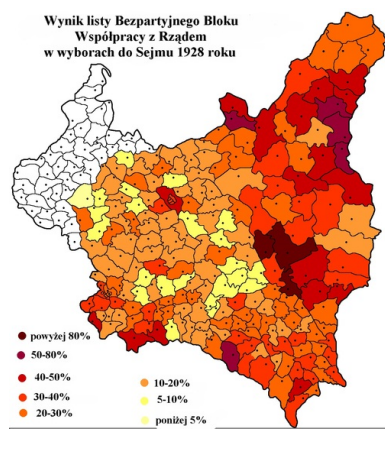 Wynik listy Bezpartyjnego Bloku
Współpracy z Rządem
w wyborach do Sejmu 1928 roku
powyżej 80%
50-80%
40-50%
30-40%
20-30%
10-20%
5-10%
poniżej 5%